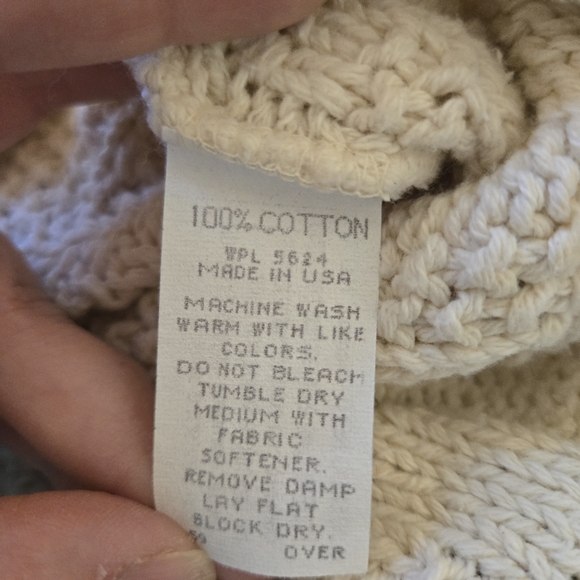 100% COTTON
WPL 5624
MADE IN USA
MACHINE WASH
WARM WITH LIKE
COLORS.
DO NOT BLEACH
TUMBLE DRY
MEDIUM WITH
FABRIC
SOFTENER.
REMOVE DAMP
LAY FLAT
BLOCK DRY.
OVER